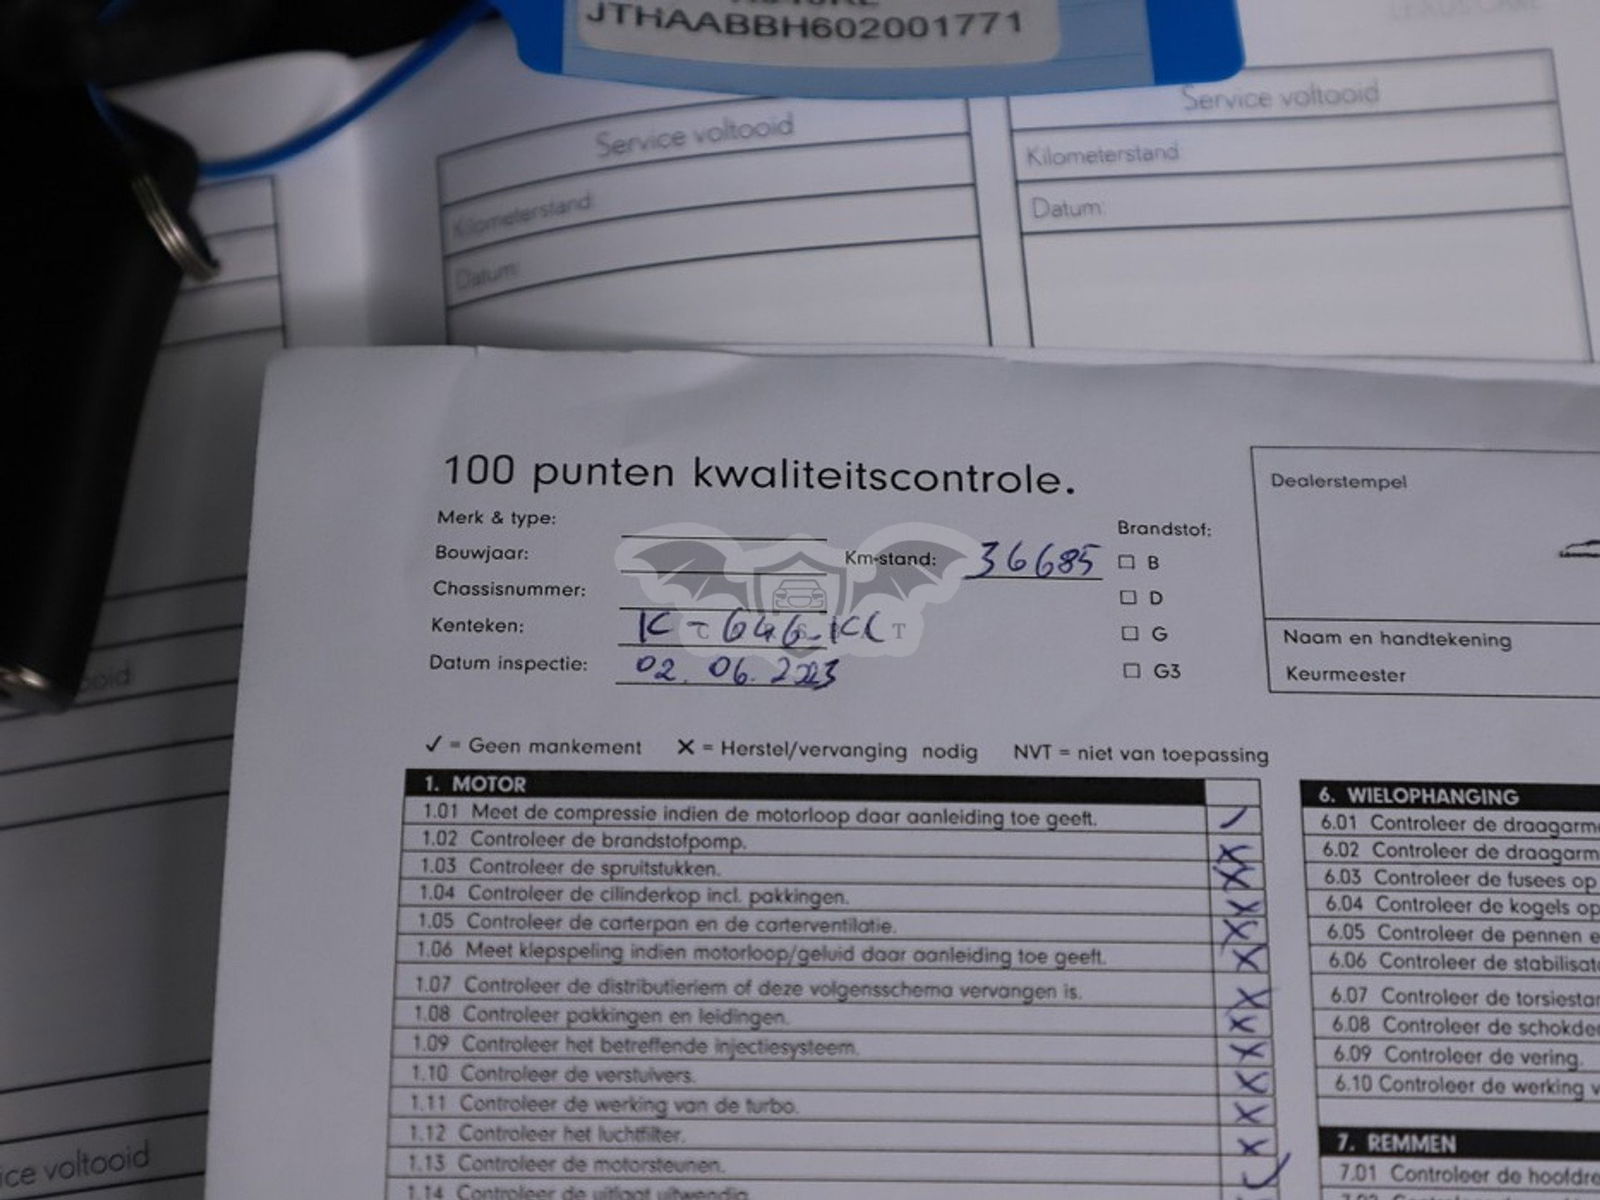 JTHAABBH602001771
Service voltooid
Kilometerstand:
Datum:
Service voltooid
Kilometerstand:
Datum:
100 punten kwaliteitscontrole.
Merk & type:
Bouwjaar:
Km-stand: 36685
Chassisnummer:
Kenteken: K-646-KL
Datum inspectie: 02.06.2023
Brandstof:
☐ B
☐ D
☐ G
☐ G3
Dealerstempel
Naam en handtekening
Keurmeester
✓ = Geen mankement ✕ = Herstel/vervanging nodig NVT = niet van toepassing
1. MOTOR
1.01 Meet de compressie indien de motorloop daar aanleiding toe geeft.
1.02 Controleer de brandstofpomp.
1.03 Controleer de spruitstukken.
1.04 Controleer de cilinderkop incl. pakkingen.
1.05 Controleer de carterpan en de carterventilatie.
1.06 Meet klepspeling indien motorloop/geluid daar aanleiding toe geeft.
1.07 Controleer de distributieriem of deze volgensschema vervangen is.
1.08 Controleer pakkingen en leidingen.
1.09 Controleer het betreffende injectiesysteem.
1.10 Controleer de verstuivers.
1.11 Controleer de werking van de turbo.
1.12 Controleer het luchtfilter.
1.13 Controleer de motorsteunen.
1.14 Controleer de uitlaat uitwendig
6. WIELOPHANGING
6.01 Controleer de draagarm
6.02 Controleer de draagarm
6.03 Controleer de fusees op
6.04 Controleer de kogels op
6.05 Controleer de pennen e
6.06 Controleer de stabilisat
6.07 Controleer de torsiesta
6.08 Controleer de schokde
6.09 Controleer de vering.
6.10 Controleer de werking v
7. REMMEN
7.01 Controleer de hoofdre
ice voltooid